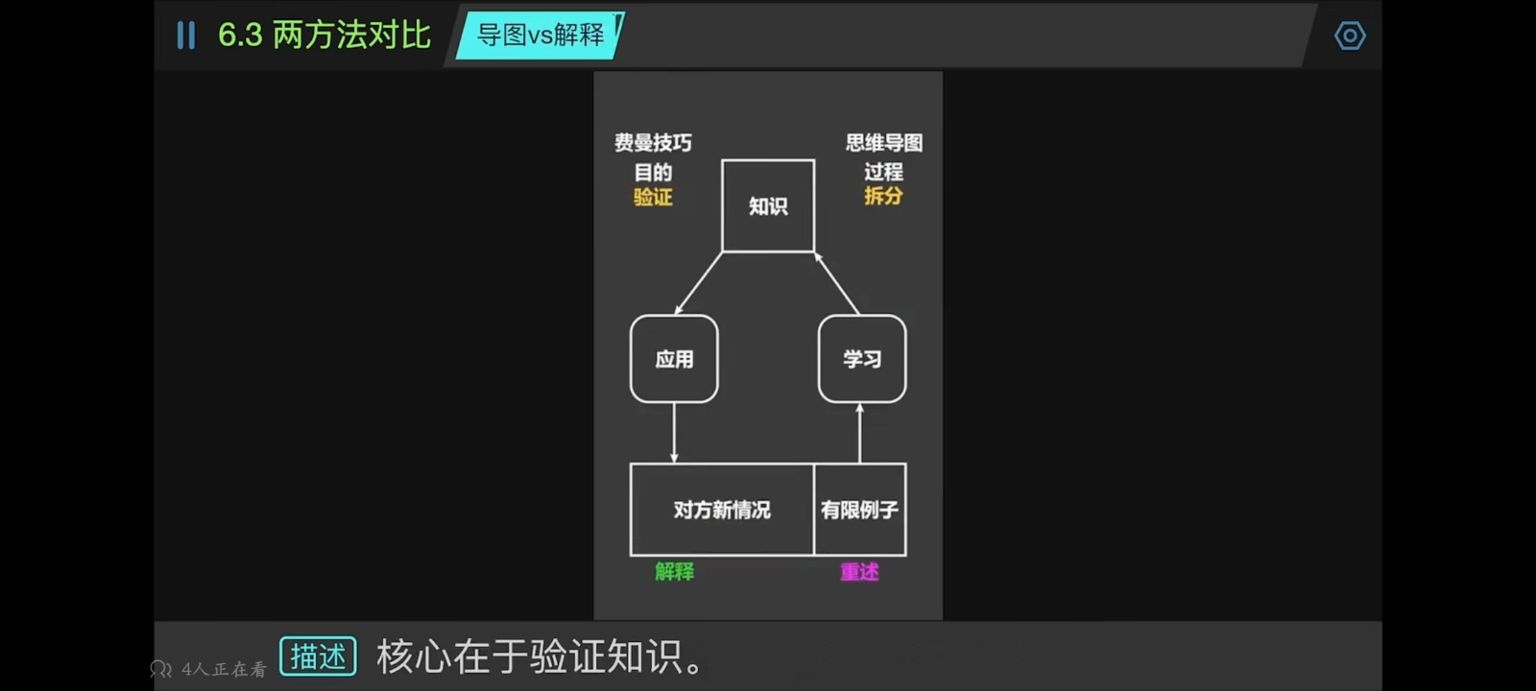 6.3 两方法对比
导图vs解释
费曼技巧
目的
验证
思维导图
过程
拆分
知识
应用
学习
对方新情况
有限例子
解释
重述
描述 核心在于验证知识。
4人正在看